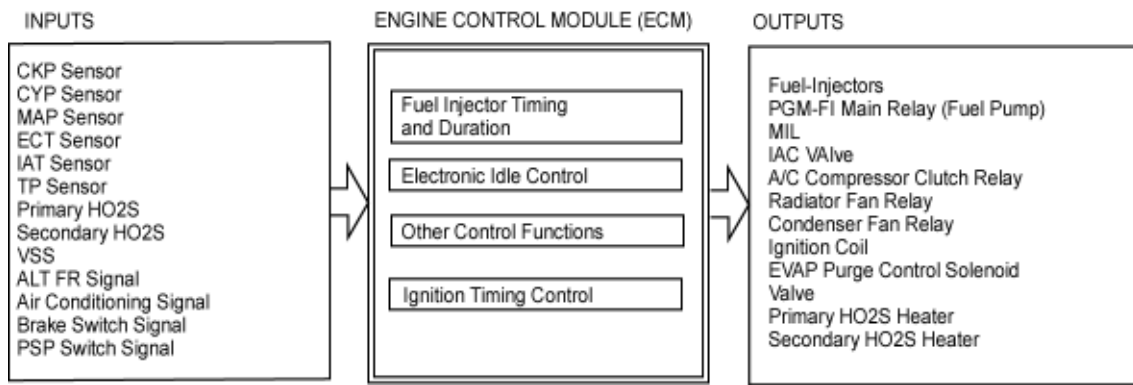 INPUTS
CKP Sensor
CYP Sensor
MAP Sensor
ECT Sensor
IAT Sensor
TP Sensor
Primary HO2S
Secondary HO2S
VSS
ALT FR Signal
Air Conditioning Signal
Brake Switch Signal
PSP Switch Signal
ENGINE CONTROL MODULE (ECM)
Fuel Injector Timing
and Duration
Electronic Idle Control
Other Control Functions
Ignition Timing Control
OUTPUTS
Fuel-Injectors
PGM-FI Main Relay (Fuel Pump)
MIL
IAC VAlve
A/C Compressor Clutch Relay
Radiator Fan Relay
Condenser Fan Relay
Ignition Coil
EVAP Purge Control Solenoid
Valve
Primary HO2S Heater
Secondary HO2S Heater